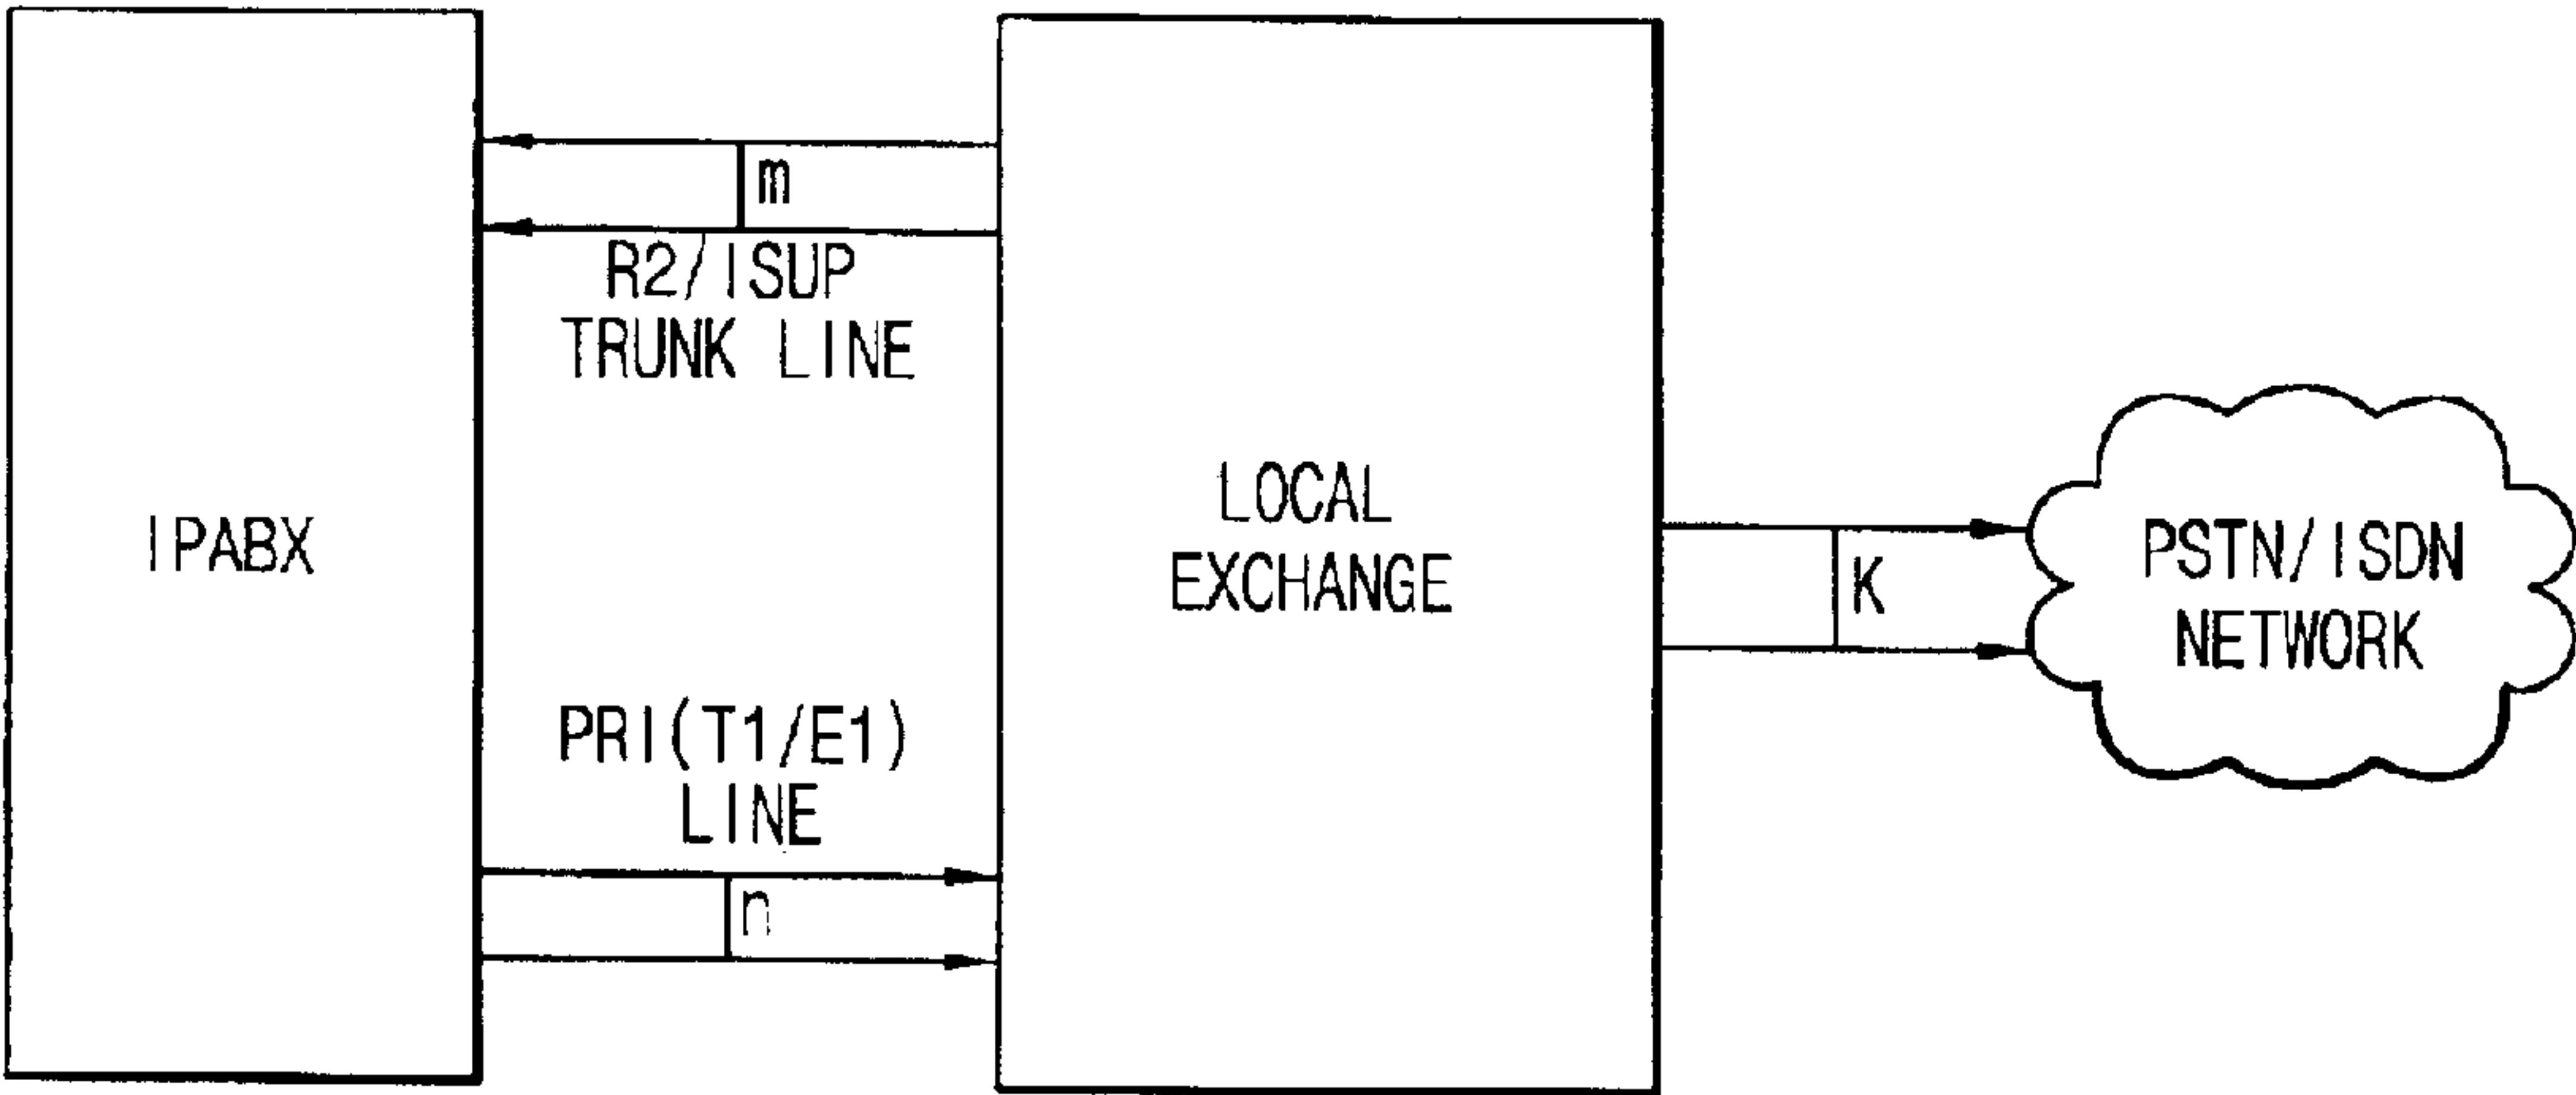 IPABX
m
R2/ISUP
TRUNK LINE
PRI(T1/E1)
LINE
n
LOCAL
EXCHANGE
K
PSTN/ISDN
NETWORK